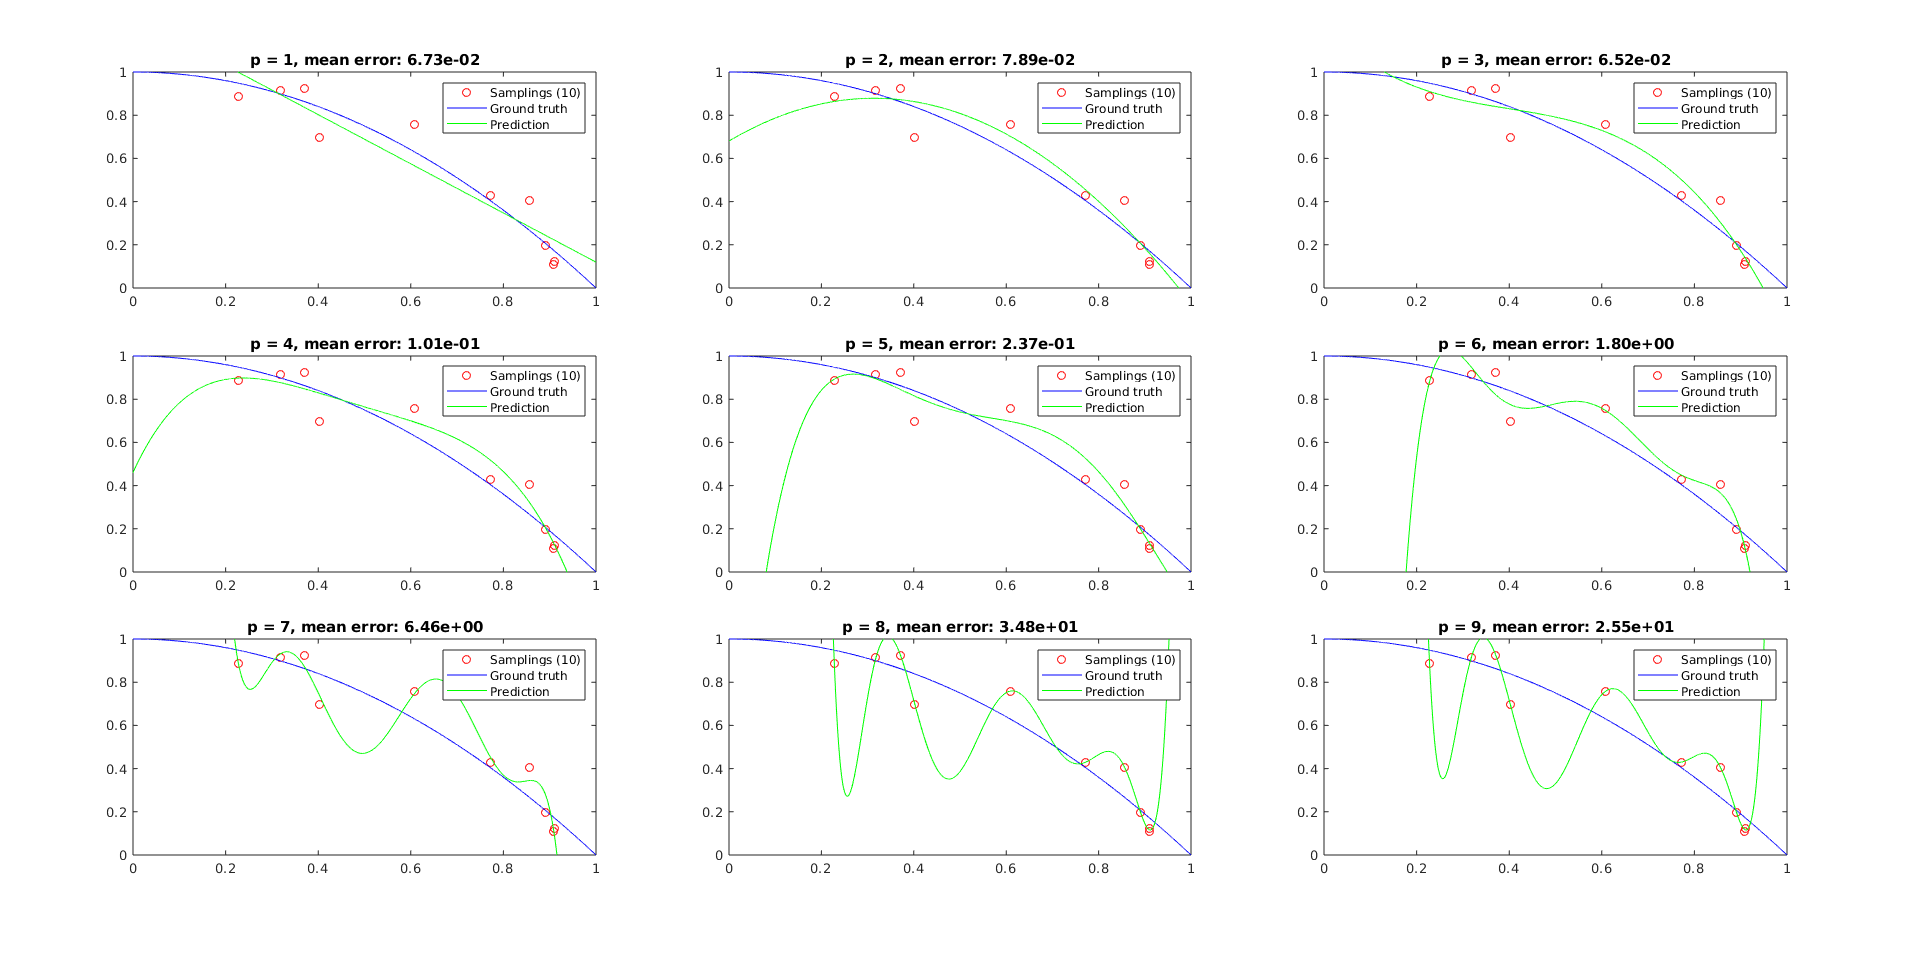 p = 1, mean error: 6.73e-02
1
0.8
0.6
0.4
0.2
0
0 0.2 0.4 0.6 0.8 1
Samplings (10)
Ground truth
Prediction
p = 2, mean error: 7.89e-02
1
0.8
0.6
0.4
0.2
0
0 0.2 0.4 0.6 0.8 1
Samplings (10)
Ground truth
Prediction
p = 3, mean error: 6.52e-02
1
0.8
0.6
0.4
0.2
0
0 0.2 0.4 0.6 0.8 1
Samplings (10)
Ground truth
Prediction
p = 4, mean error: 1.01e-01
1
0.8
0.6
0.4
0.2
0
0 0.2 0.4 0.6 0.8 1
Samplings (10)
Ground truth
Prediction
p = 5, mean error: 2.37e-01
1
0.8
0.6
0.4
0.2
0
0 0.2 0.4 0.6 0.8 1
Samplings (10)
Ground truth
Prediction
p = 6, mean error: 1.80e+00
1
0.8
0.6
0.4
0.2
0
0 0.2 0.4 0.6 0.8 1
Samplings (10)
Ground truth
Prediction
p = 7, mean error: 6.46e+00
1
0.8
0.6
0.4
0.2
0
0 0.2 0.4 0.6 0.8 1
Samplings (10)
Ground truth
Prediction
p = 8, mean error: 3.48e+01
1
0.8
0.6
0.4
0.2
0
0 0.2 0.4 0.6 0.8 1
Samplings (10)
Ground truth
Prediction
p = 9, mean error: 2.55e+01
1
0.8
0.6
0.4
0.2
0
0 0.2 0.4 0.6 0.8 1
Samplings (10)
Ground truth
Prediction